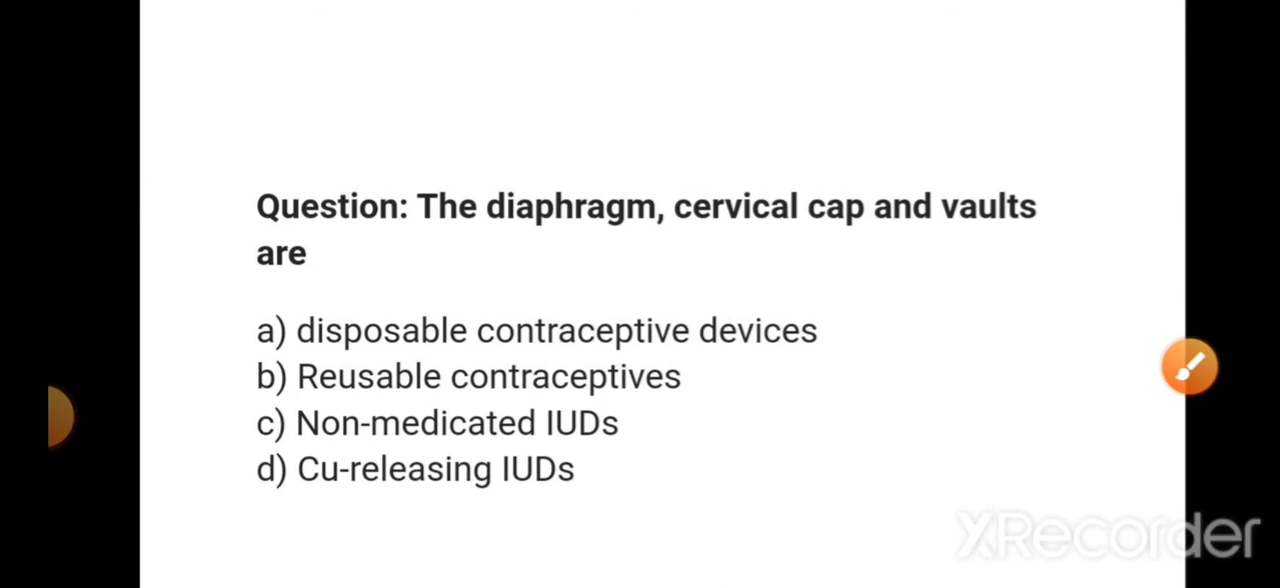 Question: The diaphragm, cervical cap and vaults
are
a) disposable contraceptive devices
b) Reusable contraceptives
c) Non-medicated IUDs
d) Cu-releasing IUDs
XRecorder